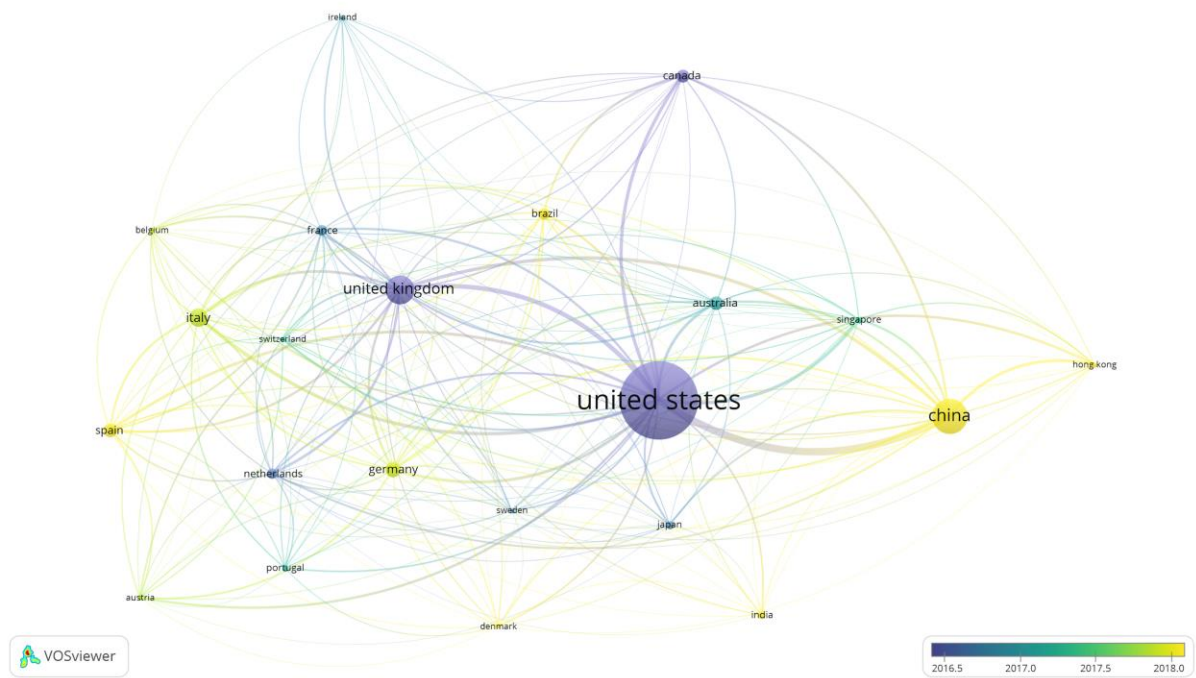 ireland
canada
brazil
belgium
france
united kingdom
australia
italy
singapore
switzerland
hong kong
united states
china
spain
germany
netherlands
sweden
japan
portugal
austria
india
denmark
VOSviewer
2016.5 2017.0 2017.5 2018.0